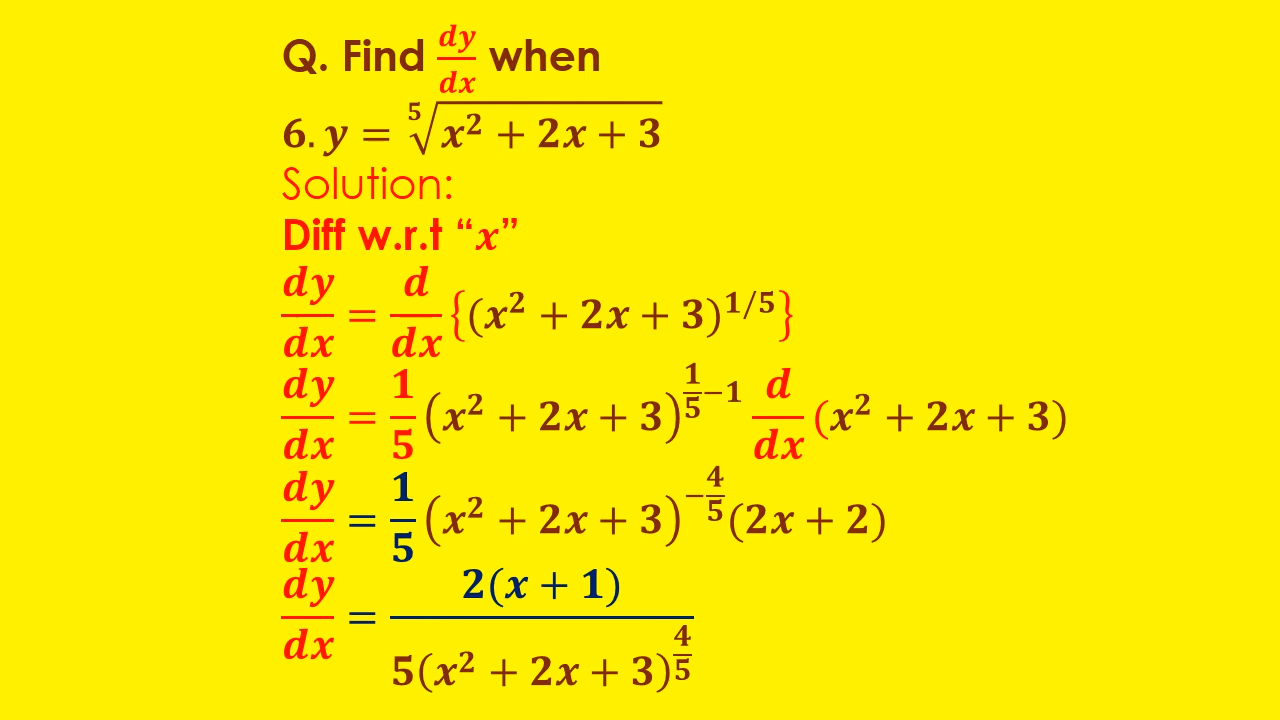 Q. Find dy/dx when
6. y = ⁵√(x² + 2x + 3)
Solution:
Diff w.r.t “x”
dy/dx = d/dx {(x² + 2x + 3)^(1/5)}
dy/dx = 1/5 (x² + 2x + 3)^(1/5 − 1) d/dx (x² + 2x + 3)
dy/dx = 1/5 (x² + 2x + 3)^(−4/5) (2x + 2)
dy/dx = 2(x + 1) / 5(x² + 2x + 3)^(4/5)